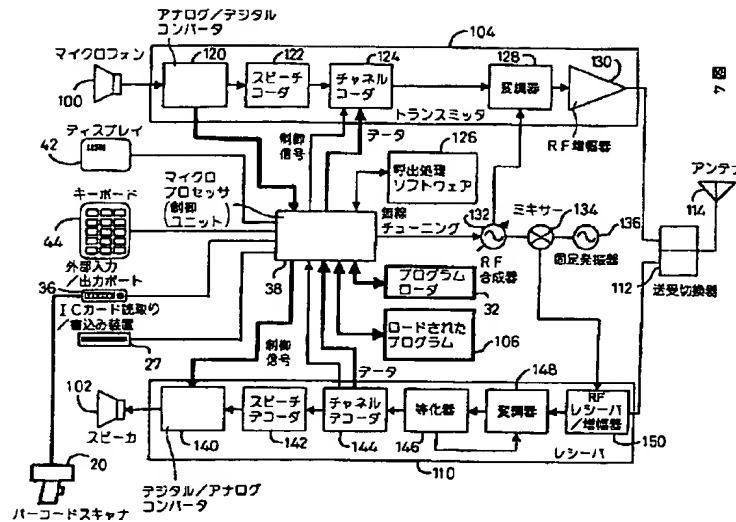 アナログ/デジタル
コンバータ
104
マイクロフォン
120
122
124
128
130
スピーチ
コーダ
チャネル
コーダ
変調器
100
トランスミッタ
RF増幅器
7図
ディスプレイ
42
制御
信号
データ
126
呼出処理
ソフトウェア
マイクロ
プロセッサ
(制御
ユニット)
キーボード
44
無線
チューニング
132
ミキサー
134
136
アンテナ
114
RF
合成器
固定発振器
外部入力
/出力ポート
36
38
プログラム
ローダ
32
112
送受切換器
ICカード読取り
/書込み装置
27
ロードされた
プログラム
106
制御
信号
データ
148
102
スピーカ
スピーチ
デコーダ
チャネル
デコーダ
等化器
変調器
RF
レシーバ
/増幅器
140
142
144
146
150
レシーバ
20
110
デジタル/アナログ
コンバータ
バーコードスキャナ